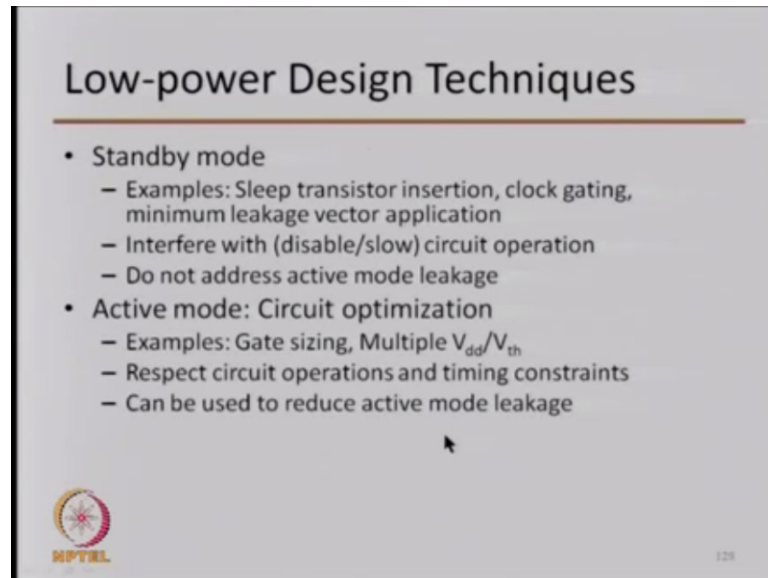 Low-power Design Techniques
• Standby mode
– Examples: Sleep transistor insertion, clock gating,
minimum leakage vector application
– Interfere with (disable/slow) circuit operation
– Do not address active mode leakage
• Active mode: Circuit optimization
– Examples: Gate sizing, Multiple Vdd/Vth
– Respect circuit operations and timing constraints
– Can be used to reduce active mode leakage
NPTEL
129